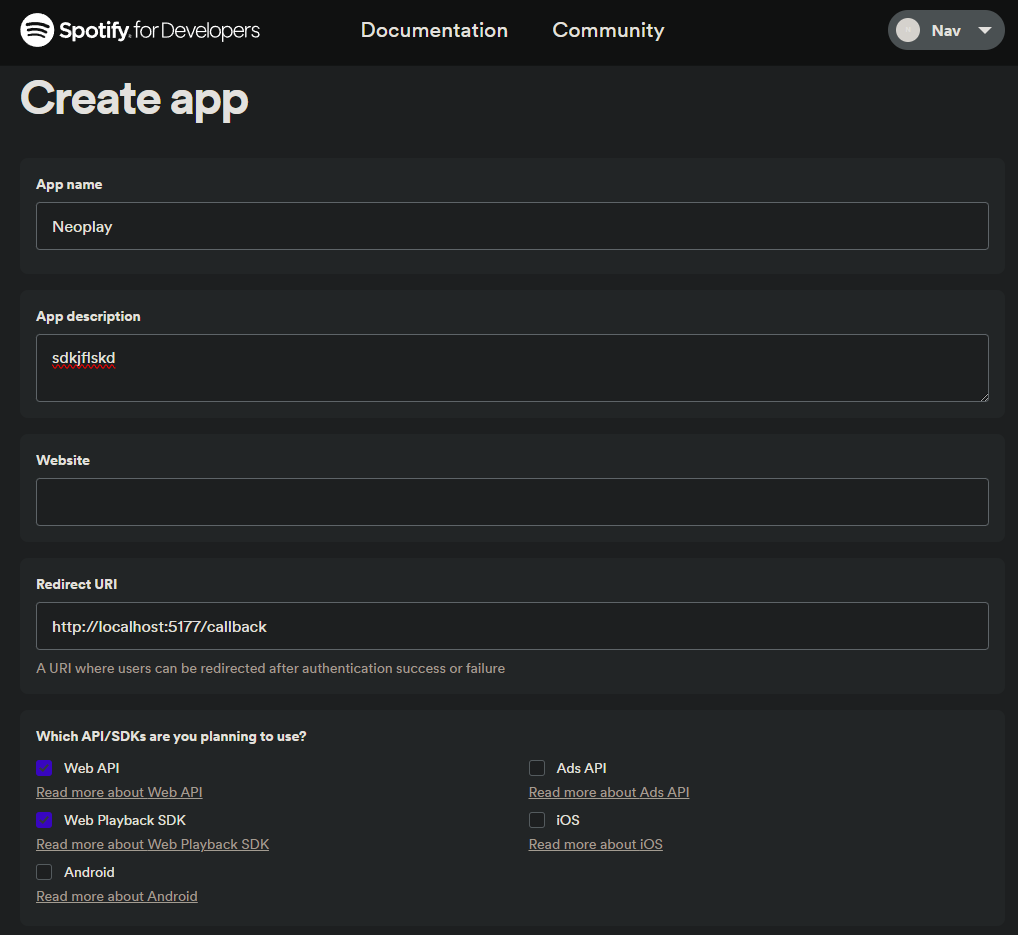 Spotify for Developers
Documentation
Community
Nav
Create app
App name
Neoplay
App description
sdkjflskd
Website
Redirect URI
http://localhost:5177/callback
A URI where users can be redirected after authentication success or failure
Which API/SDKs are you planning to use?
Web API
Read more about Web API
Ads API
Read more about Ads API
Web Playback SDK
Read more about Web Playback SDK
iOS
Read more about iOS
Android
Read more about Android